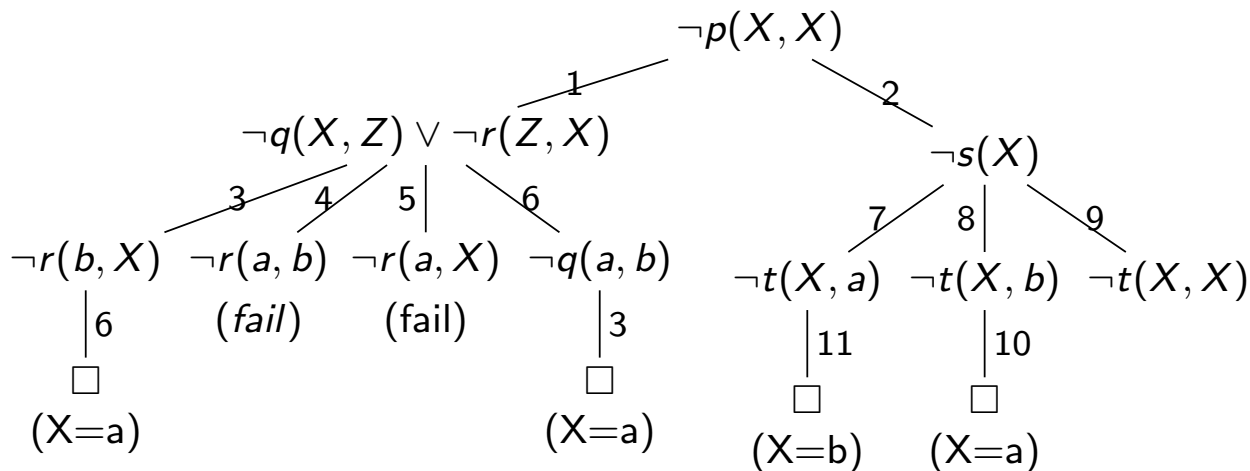 ¬p(X, X)
1 2
¬q(X, Z) ∨ ¬r(Z, X)
¬s(X)
3 4 5 6
7 8 9
¬r(b, X) ¬r(a, b) ¬r(a, X) ¬q(a, b)
¬t(X, a) ¬t(X, b) ¬t(X, X)
(fail) (fail)
6 3
11 10
□ □
□ □
(X=a) (X=a)
(X=b) (X=a)